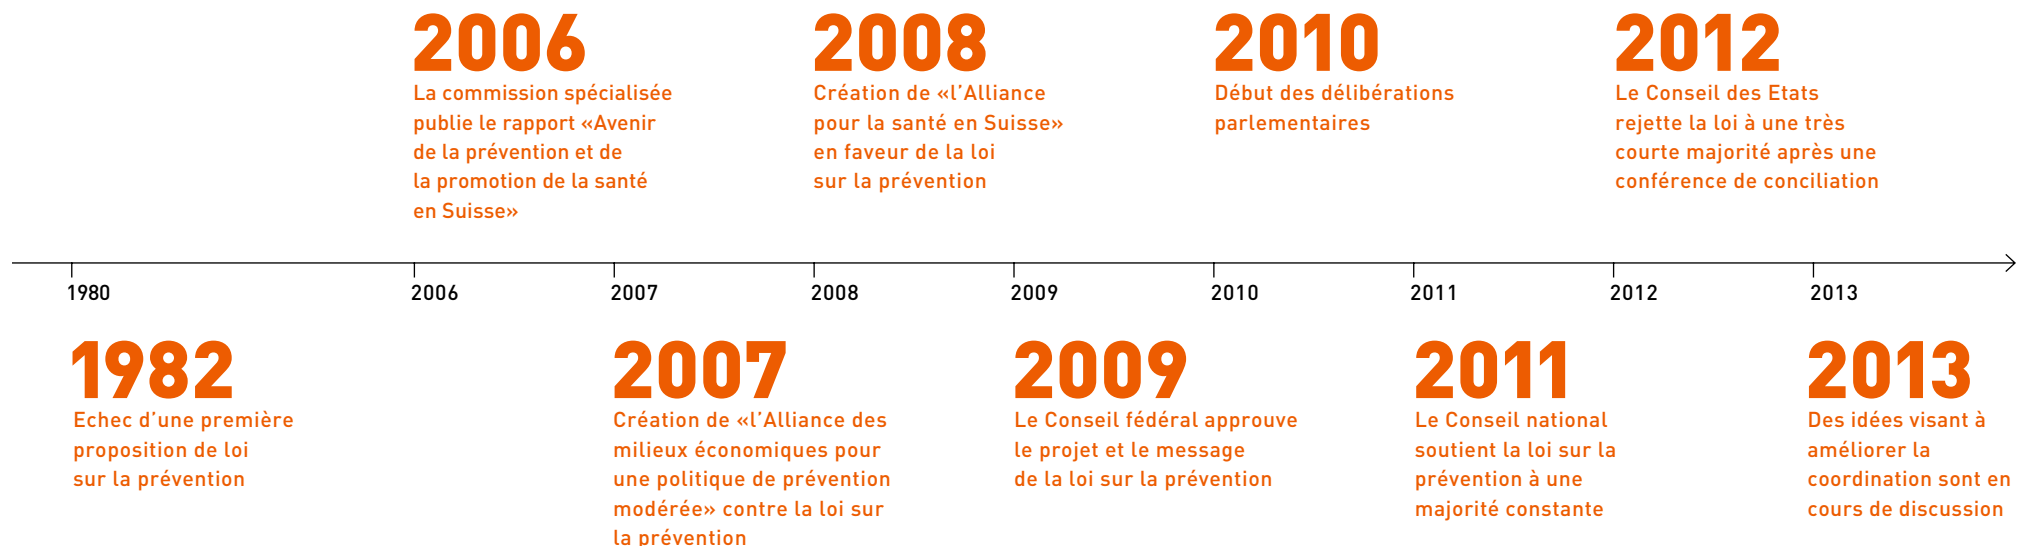 2006
La commission spécialisée
publie le rapport «Avenir
de la prévention et de
la promotion de la santé
en Suisse»
2008
Création de «l’Alliance
pour la santé en Suisse»
en faveur de la loi
sur la prévention
2010
Début des délibérations
parlementaires
2012
Le Conseil des Etats
rejette la loi à une très
courte majorité après une
conférence de conciliation
1980
2006
2007
2008
2009
2010
2011
2012
2013
1982
Echec d’une première
proposition de loi
sur la prévention
2007
Création de «l’Alliance des
milieux économiques pour
une politique de prévention
modérée» contre la loi sur
la prévention
2009
Le Conseil fédéral approuve
le projet et le message
de la loi sur la prévention
2011
Le Conseil national
soutient la loi sur la
prévention à une
majorité constante
2013
Des idées visant à
améliorer la
coordination sont en
cours de discussion